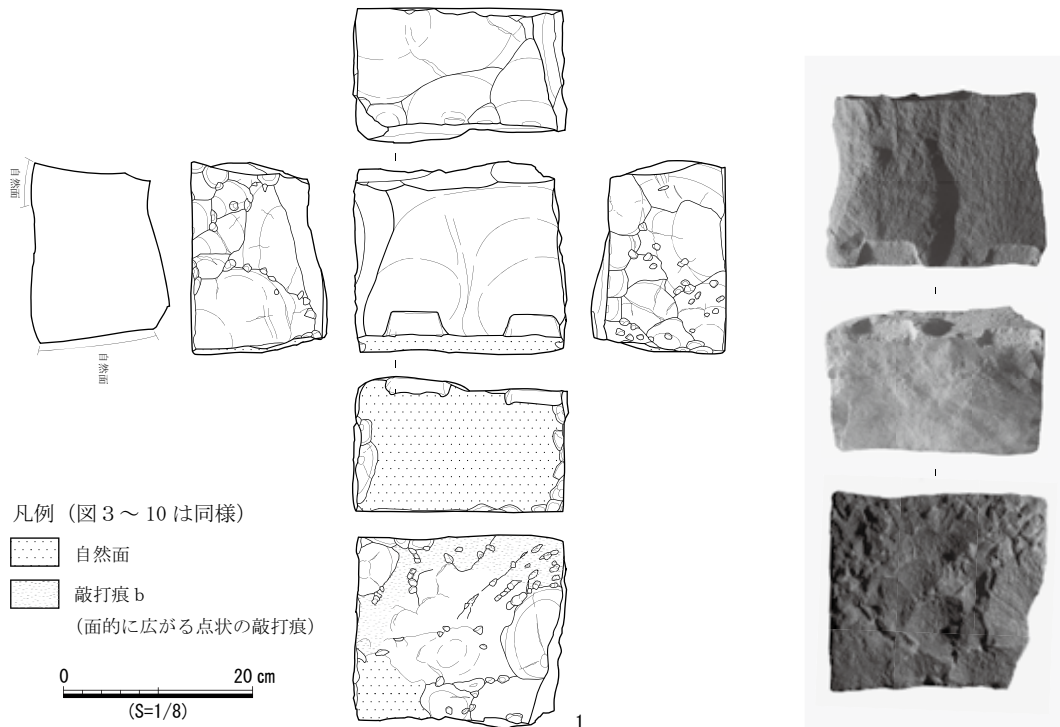 自然面
自然面
凡例（図３～10 は同様）
自然面
敲打痕 b
（面的に広がる点状の敲打痕）
0 20 cm
(S=1/8)
1